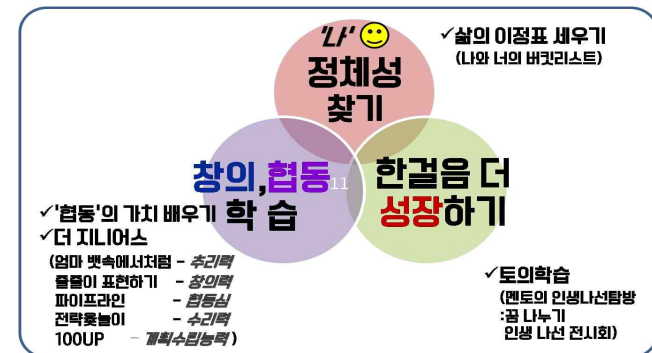 '나'
정체성
찾기
✓삶의 이정표 세우기
(나와 너의 버킷리스트)
창의,협동
학 습
11
한걸음 더
성장하기
✓'협동'의 가치 배우기
✓더 지니어스
(엄마 뱃속에서처럼 - 추리력
줄줄이 표현하기 - 창의력
파이프라인 - 협동심
전략윷놀이 - 수리력
100UP - 계획수립능력)
✓토의학습
(멘토의 인생나선탐방
:꿈 나누기
인생 나선 전시회)